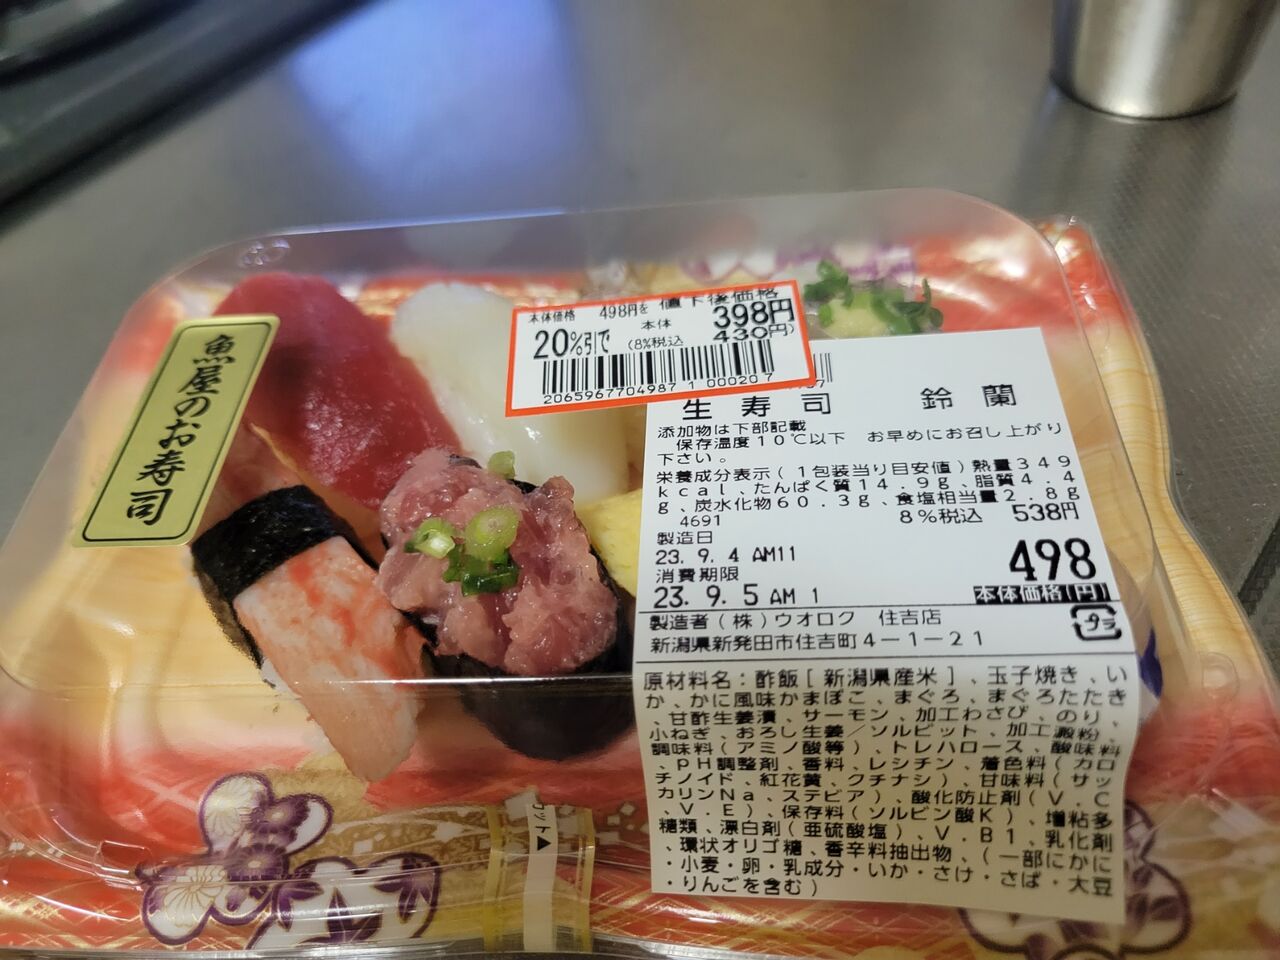 魚屋のお寿司
本体価格 498円を 値下後価格
20%引で 本体 398円
(8%税込 430円)
2065967704987 1 00020 7
生寿司 鈴蘭
添加物は下部記載
保存温度10℃以下 お早めにお召し上がり
下さい。
栄養成分表示(1包装当り目安値)熱量349
kcal、たんぱく質14.9g、脂質4.4
g、炭水化物60.3g、食塩相当量2.8g
4691 8%税込 538円
製造日
23.9.4 AM11
消費期限
23.9.5 AM 1
498
本体価格(円)
製造者(株)ウオロク 住吉店
新潟県新発田市住吉町4-1-21
プラ
原材料名:酢飯[新潟県産米]、玉子焼き、い
か、かに風味かまぼこ、まぐろ、まぐろたたき
、甘酢生姜漬、サーモン、加工わさび、のり、
小ねぎ、おろし生姜/ソルビット、加工澱粉、
調味料(アミノ酸等)、トレハロース、酸味料
、pH調整剤、香料、レシチン、着色料(カロ
チノイド、紅花黄、クチナシ)、甘味料(サッ
カリンNa、ステビア)、酸化防止剤(V.C
、V.E)、保存料(ソルビン酸K)、増粘多
糖類、漂白剤(亜硫酸塩)、V.B1、乳化剤
、環状オリゴ糖、香辛料抽出物、(一部にかに
・小麦・卵・乳成分・いか・さけ・さば・大豆
・りんごを含む)
カット▲